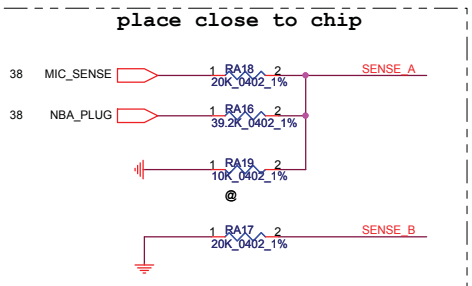 place close to chip
38 MIC_SENSE 1 RA18 2 SENSE_A
20K_0402_1%
38 NBA_PLUG 1 RA16 2
39.2K_0402_1%
1 RA19 2
10K_0402_1%
@
1 RA17 2 SENSE_B
20K_0402_1%